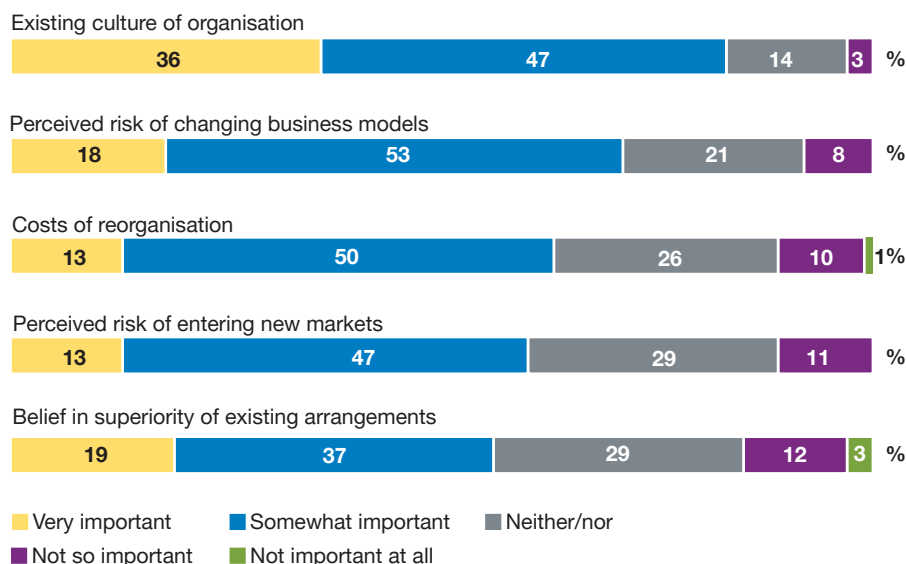 Existing culture of organisation
36 47 14 3 %
Perceived risk of changing business models
18 53 21 8 %
Costs of reorganisation
13 50 26 10 1%
Perceived risk of entering new markets
13 47 29 11 %
Belief in superiority of existing arrangements
19 37 29 12 3 %
Very important Somewhat important Neither/nor
Not so important Not important at all